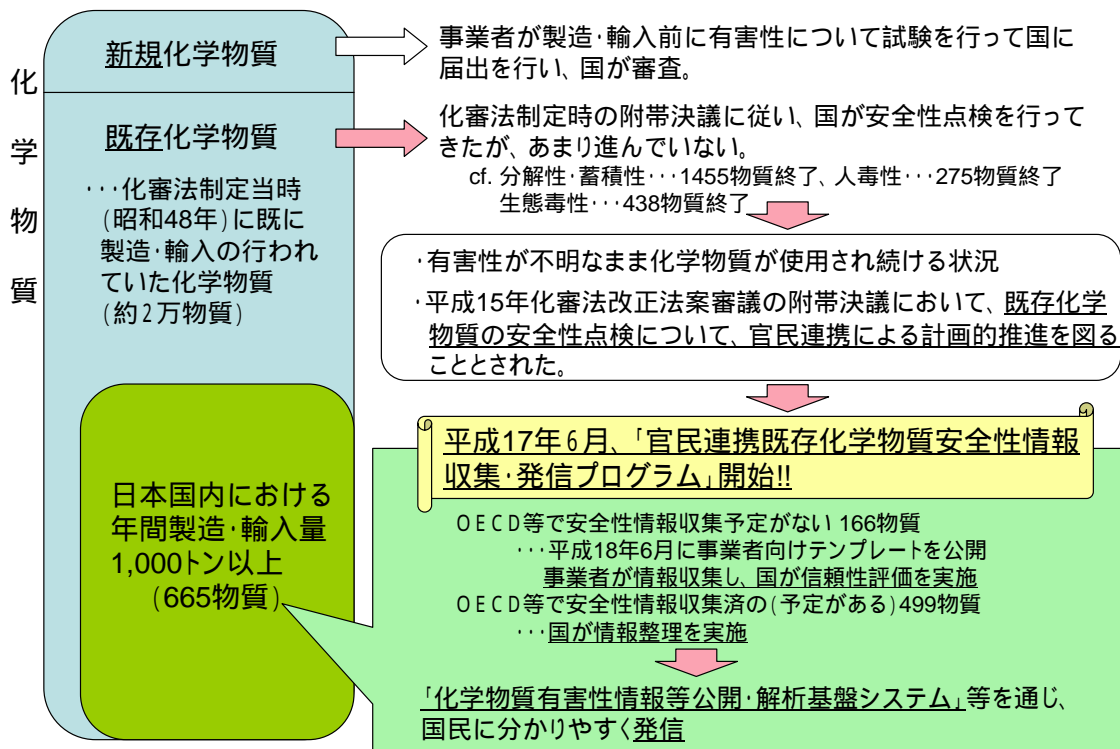 化学物質
新規化学物質
事業者が製造･輸入前に有害性について試験を行って国に
届出を行い、国が審査。
既存化学物質
･･･化審法制定当時
(昭和48年)に既に
製造･輸入の行われ
ていた化学物質
(約２万物質)
化審法制定時の附帯決議に従い、国が安全性点検を行って
きたが、あまり進んでいない。
cf. 分解性･蓄積性･･･1455物質終了、人毒性･･･275物質終了
生態毒性･･･438物質終了
･有害性が不明なまま化学物質が使用され続ける状況
･平成15年化審法改正法案審議の附帯決議において、既存化学
物質の安全性点検について、官民連携による計画的推進を図る
こととされた。
平成17年６月、「官民連携既存化学物質安全性情報
収集･発信プログラム」開始!!
日本国内における
年間製造･輸入量
1,000トン以上
(665物質)
ＯＥＣＤ等で安全性情報収集予定がない 166物質
･･･平成18年6月に事業者向けテンプレートを公開
事業者が情報収集し、国が信頼性評価を実施
ＯＥＣＤ等で安全性情報収集済の(予定がある)499物質
･･･国が情報整理を実施
「化学物質有害性情報等公開･解析基盤システム」等を通じ、
国民に分かりやすく発信